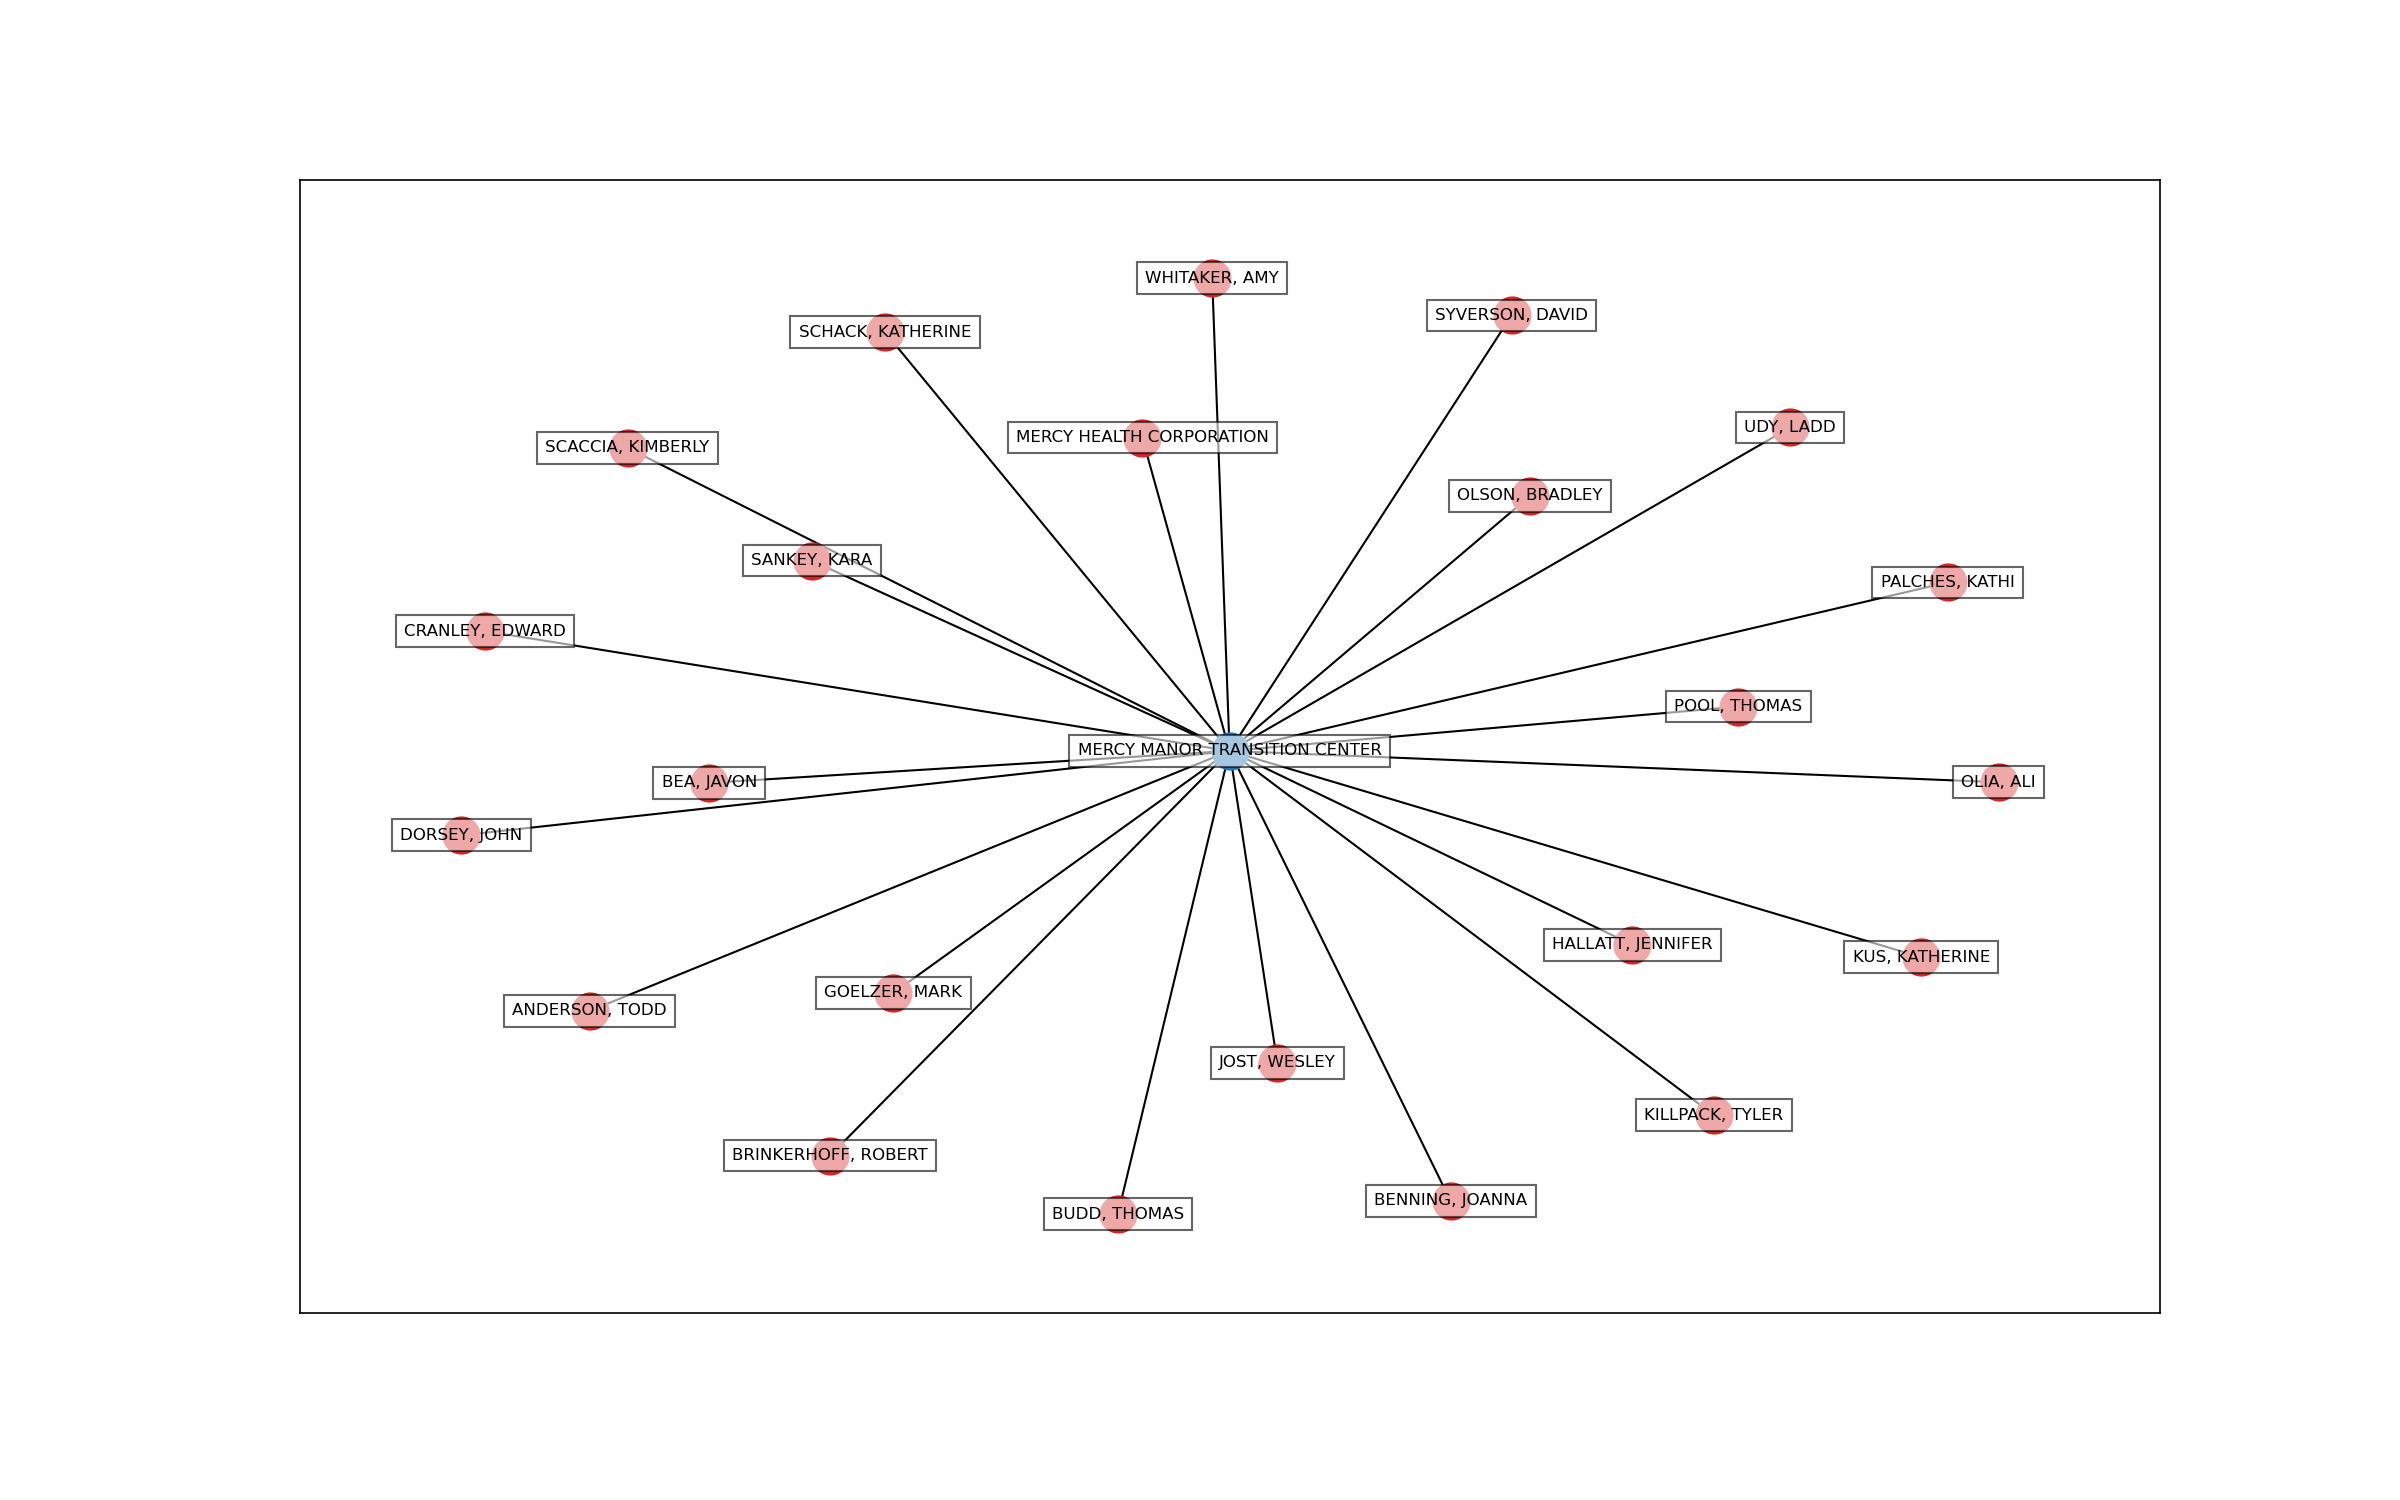 WHITAKER, AMY
SYVERSON, DAVID
SCHACK, KATHERINE
UDY, LADD
MERCY HEALTH CORPORATION
SCACCIA, KIMBERLY
OLSON, BRADLEY
SANKEY, KARA
PALCHES, KATHI
CRANLEY, EDWARD
POOL, THOMAS
MERCY MANOR TRANSITION CENTER
BEA, JAVON
OLIA, ALI
DORSEY, JOHN
HALLATT, JENNIFER
KUS, KATHERINE
GOELZER, MARK
ANDERSON, TODD
JOST, WESLEY
KILLPACK, TYLER
BRINKERHOFF, ROBERT
BENNING, JOANNA
BUDD, THOMAS